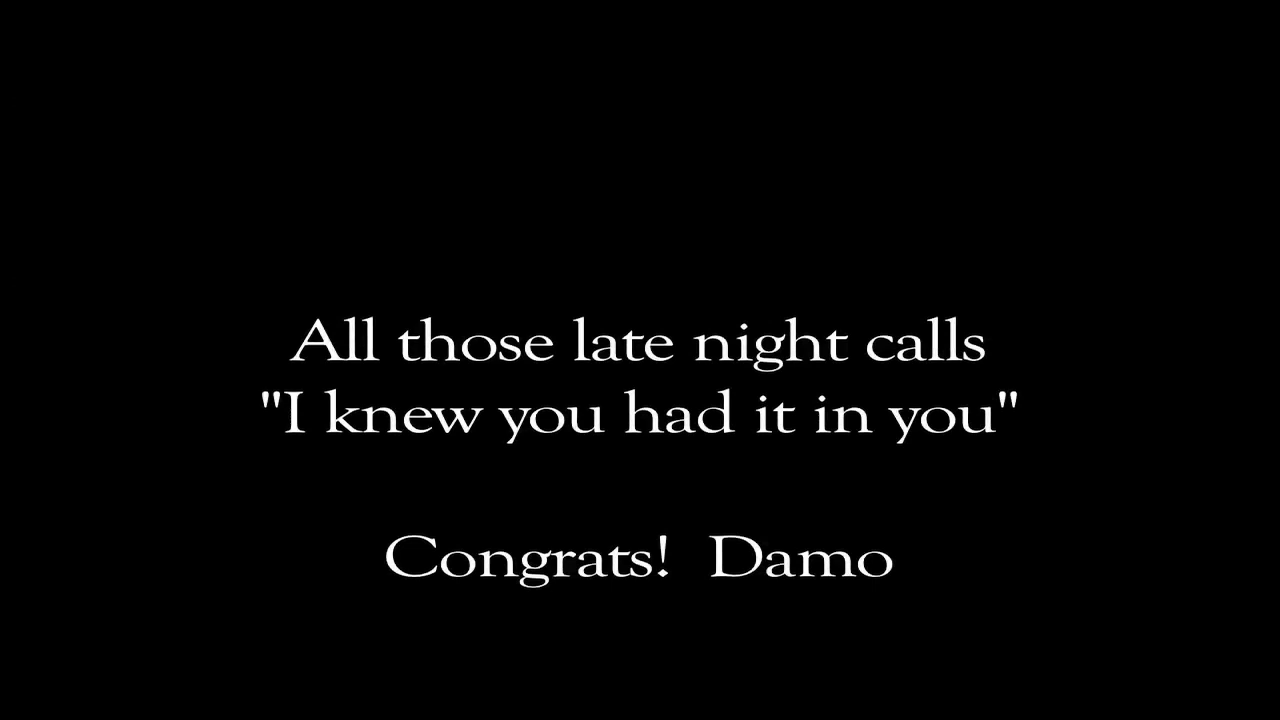 All those late night calls
"I knew you had it in you"
Congrats!  Damo